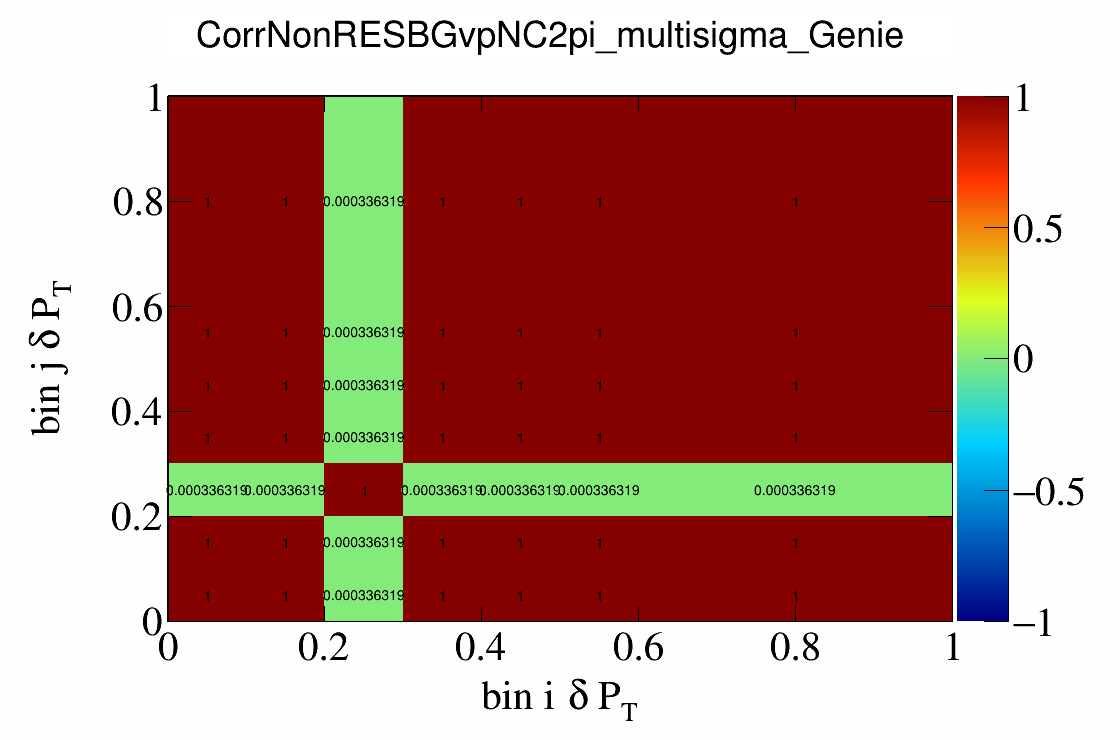 CorrNonRESBGvpNC2pi_multisigma_Genie
1
0.8
0.6
0.4
0.2
0
bin j δ P_T
1 1 0.000336319 1 1 1 1
1 1 0.000336319 1 1 1 1
1 1 0.000336319 1 1 1 1
1 1 0.000336319 1 1 1 1
0.000336319 0.000336319 1 0.000336319 0.000336319 0.000336319 0.000336319
1 1 0.000336319 1 1 1 1
1 1 0.000336319 1 1 1 1
0 0.2 0.4 0.6 0.8 1
bin i δ P_T
1
0.5
0
−0.5
−1